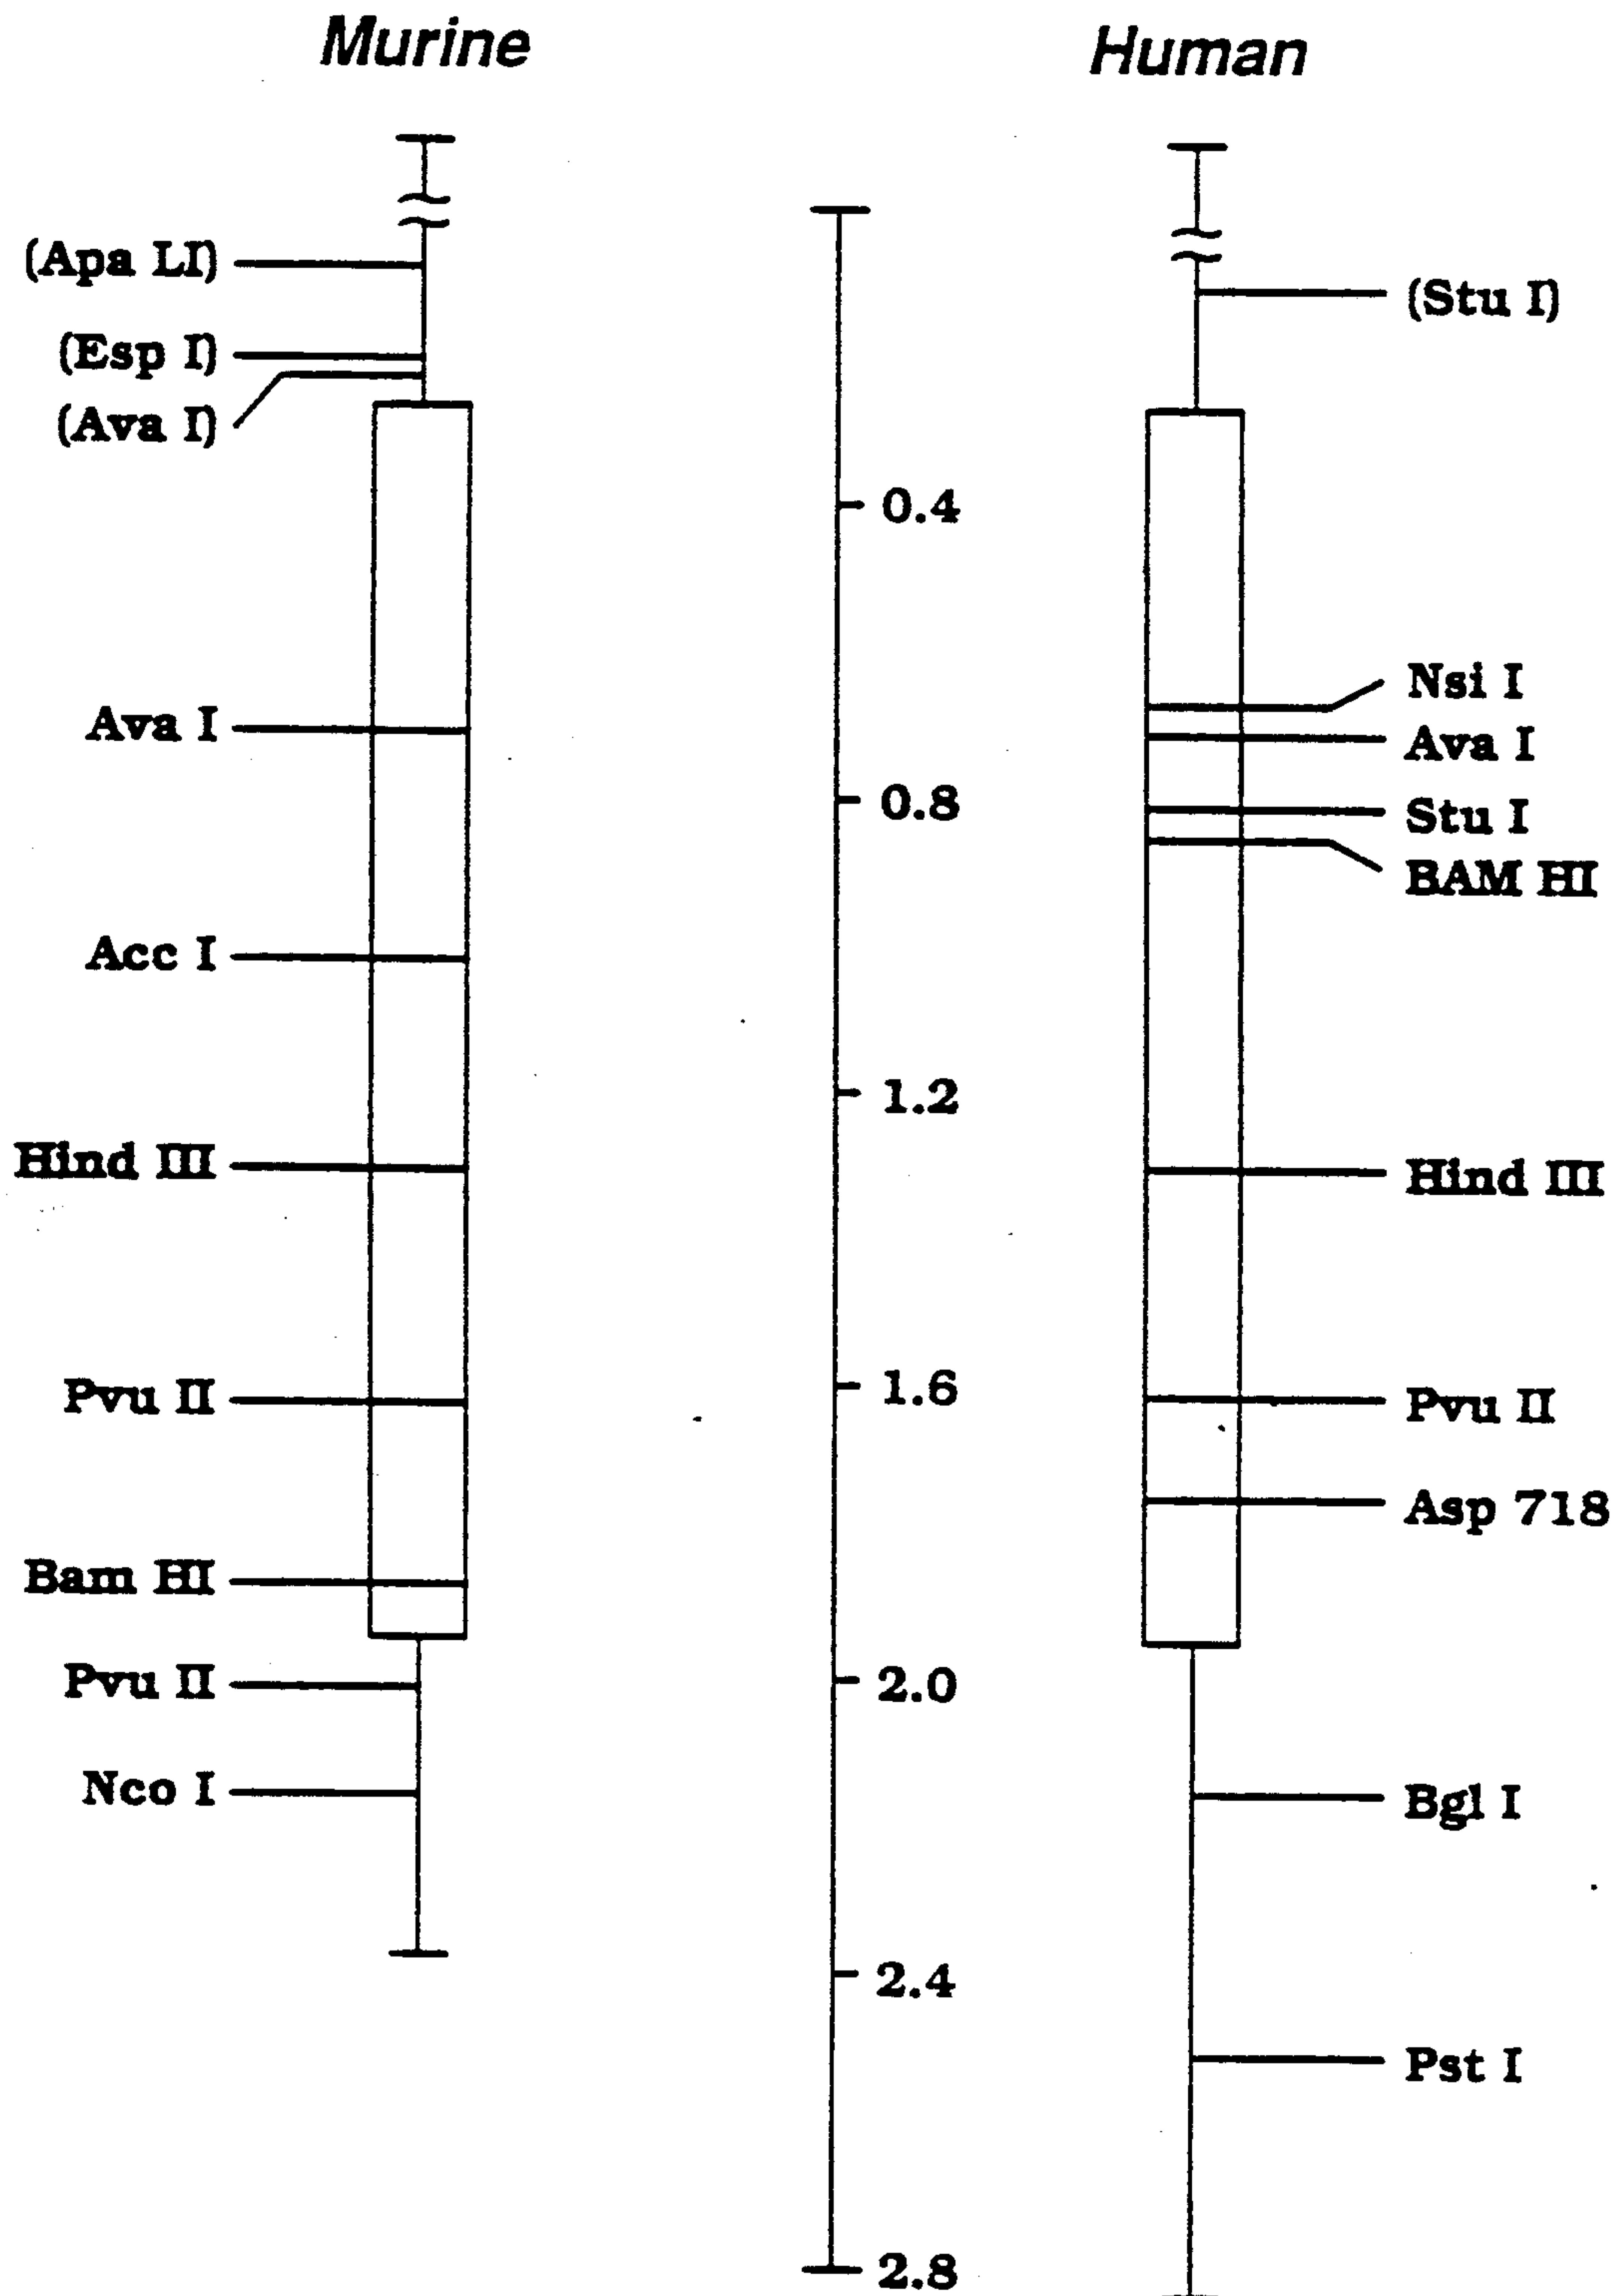 Murine
Human
(Apa LI)
(Esp I)
(Ava I)
Ava I
Acc I
Hind III
Pvu II
Bam HI
Pvu II
Nco I
0.4
0.8
1.2
1.6
2.0
2.4
2.8
(Stu I)
Nsi I
Ava I
Stu I
BAM HI
Hind III
Pvu II
Asp 718
Bgl I
Pst I